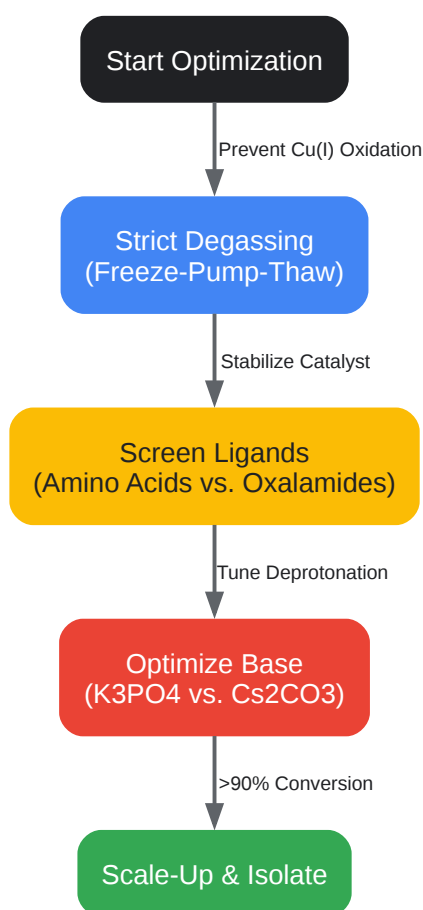 Start Optimization
Prevent Cu(I) Oxidation
Strict Degassing
(Freeze-Pump-Thaw)
Stabilize Catalyst
Screen Ligands
(Amino Acids vs. Oxalamides)
Tune Deprotonation
Optimize Base
(K3PO4 vs. Cs2CO3)
>90% Conversion
Scale-Up & Isolate